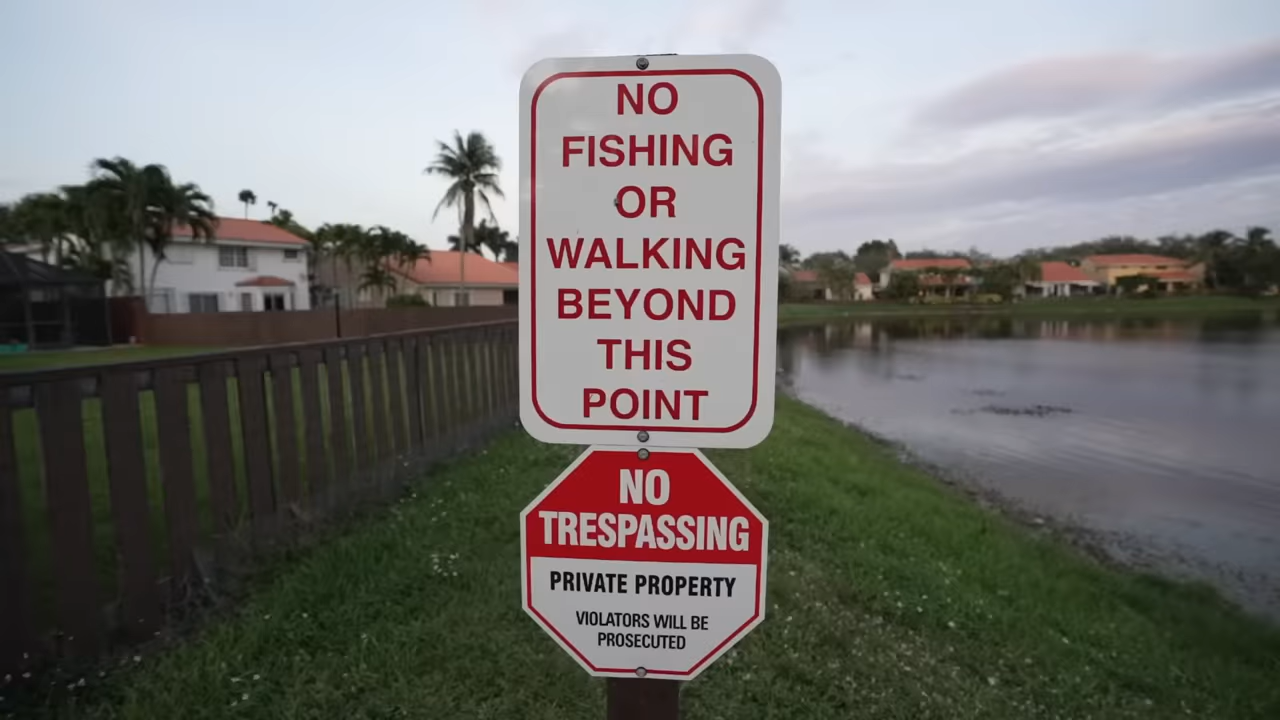 NO
FISHING
OR
WALKING
BEYOND
THIS
POINT
NO
TRESPASSING
PRIVATE PROPERTY
VIOLATORS WILL BE
PROSECUTED